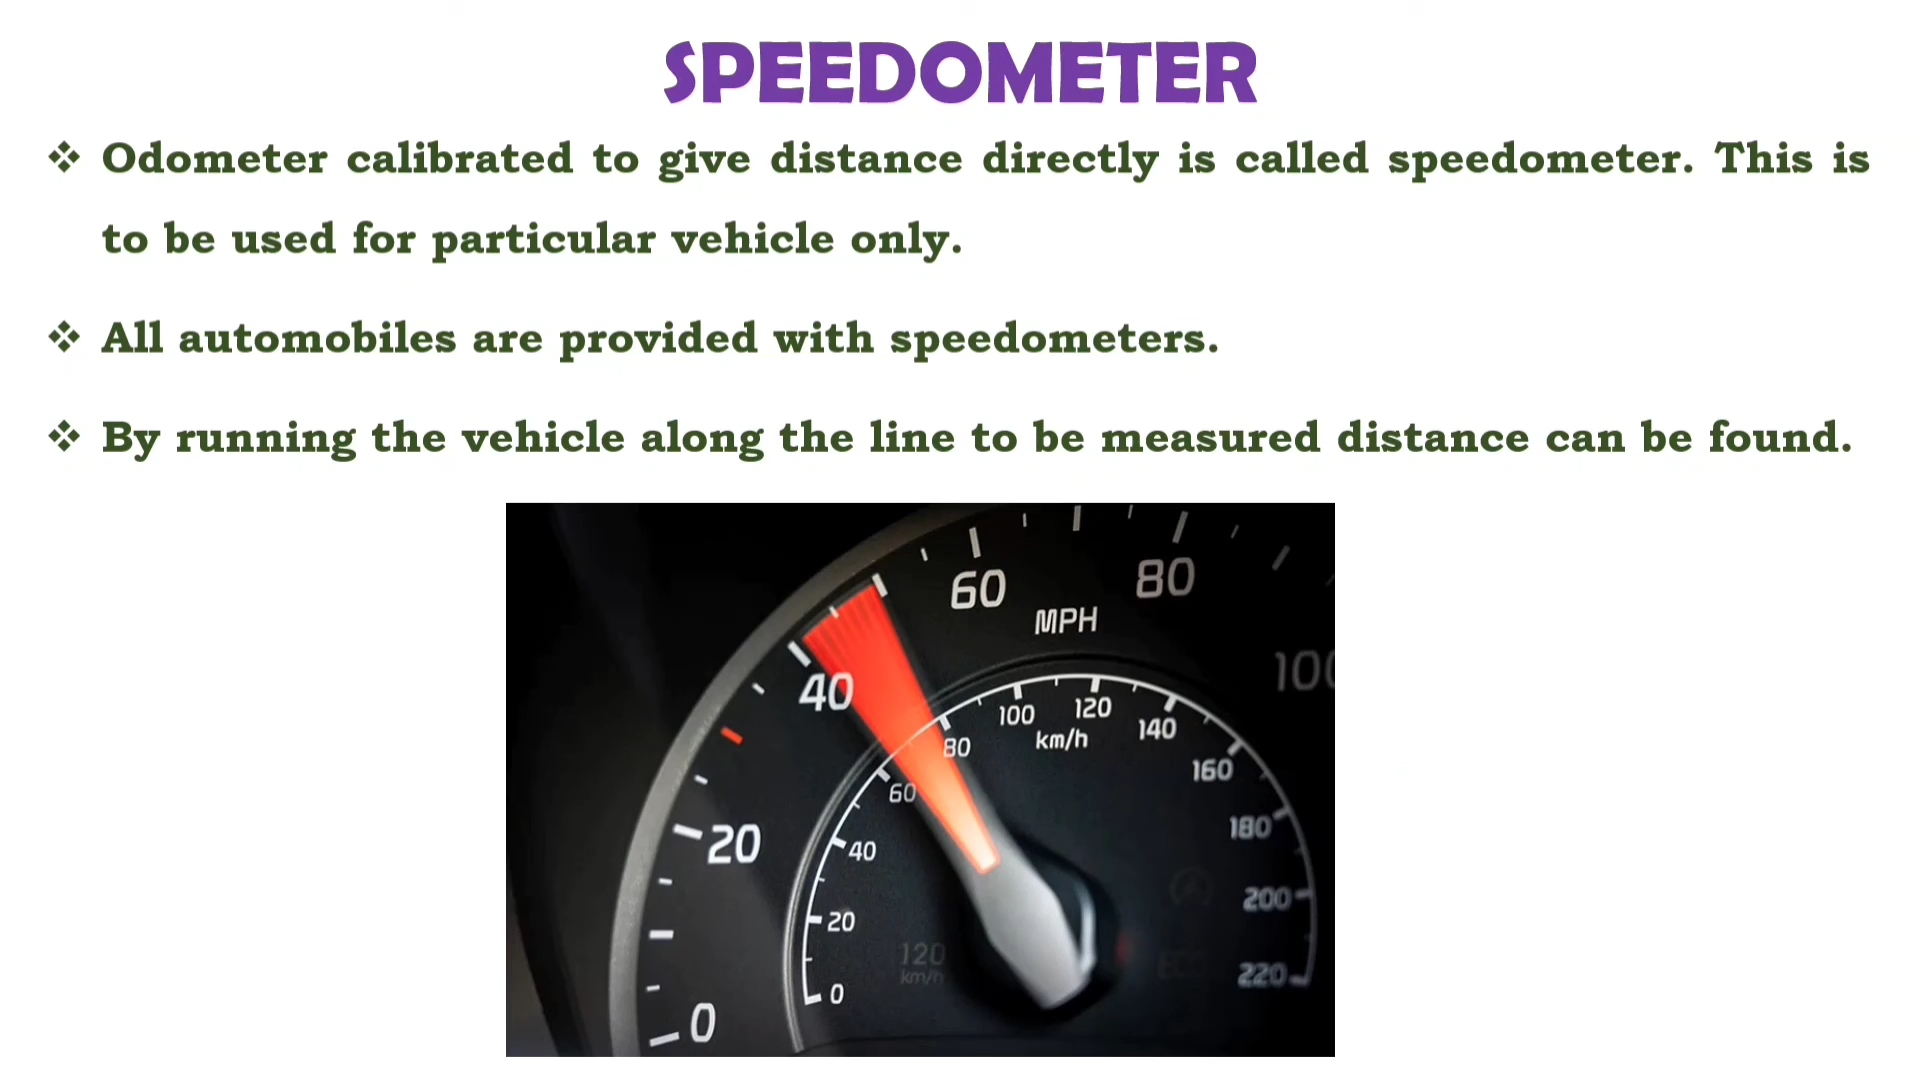 SPEEDOMETER
❖ Odometer calibrated to give distance directly is called speedometer. This is
to be used for particular vehicle only.
❖ All automobiles are provided with speedometers.
❖ By running the vehicle along the line to be measured distance can be found.
60
80
MPH
100
40
100
120
140
80
km/h
160
60
180
20
40
200
20
120
km/h
220
0
0